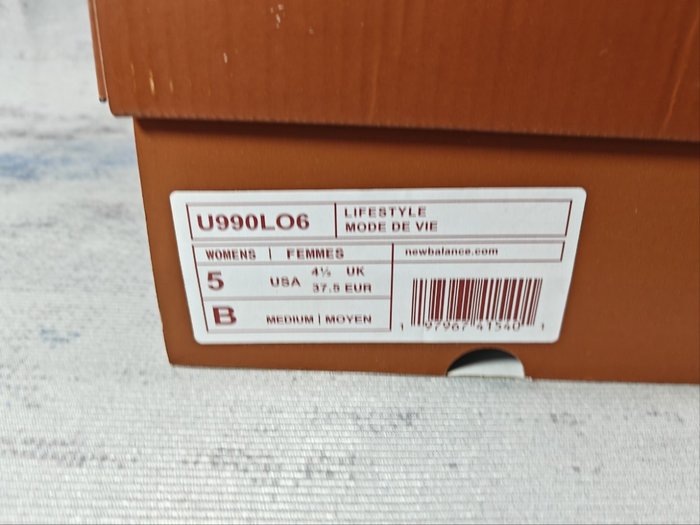 U990LO6
LIFESTYLE
MODE DE VIE
WOMENS | FEMMES
newbalance.com
5 USA 4½ UK
37.5 EUR
B MEDIUM | MOYEN